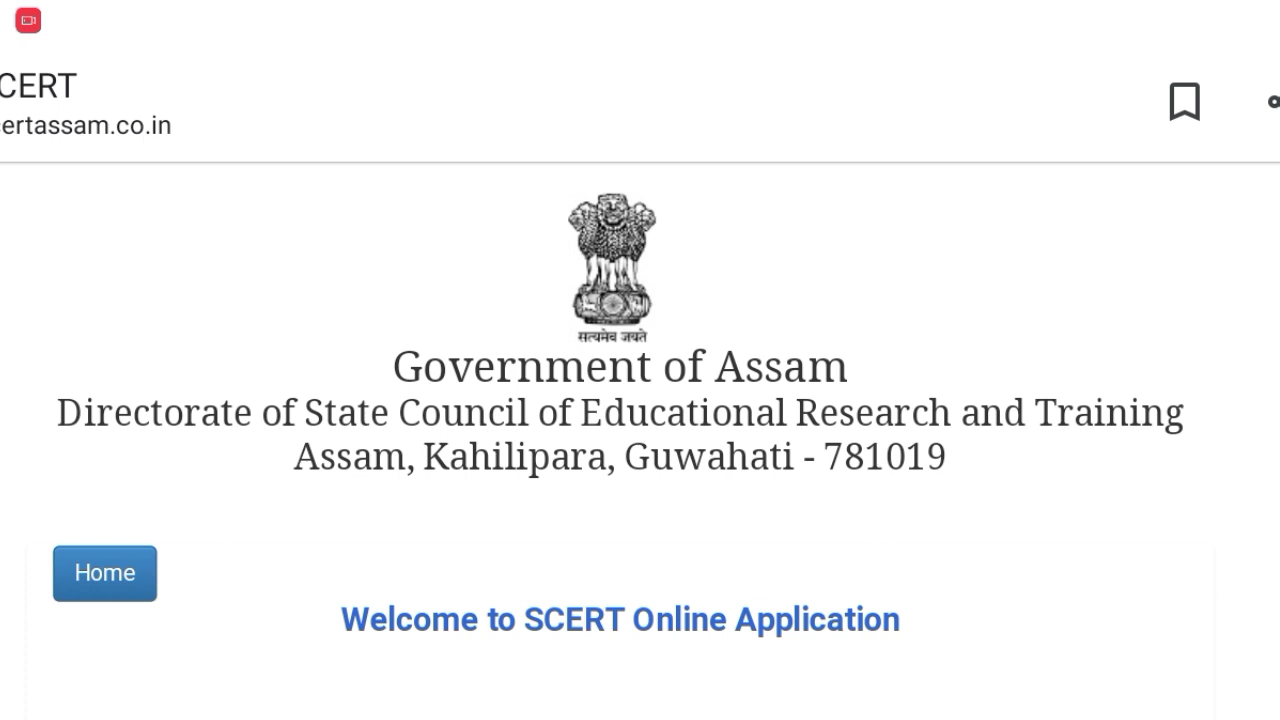 CERT
ertassam.co.in
सत्यमेव जयते
Government of Assam
Directorate of State Council of Educational Research and Training
Assam, Kahilipara, Guwahati - 781019
Home
Welcome to SCERT Online Application